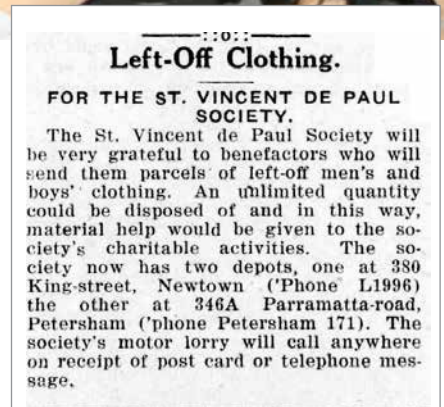 ::o::
Left-Off Clothing.
FOR THE ST. VINCENT DE PAUL
SOCIETY.
The St. Vincent de Paul Society will
be very grateful to benefactors who will
send them parcels of left-off men's and
boys' clothing. An unlimited quantity
could be disposed of and in this way,
material help would be given to the so-
ciety's charitable activities. The so-
ciety now has two depots, one at 380
King-street, Newtown ('Phone L1996)
the other at 346A Parramatta-road,
Petersham ('phone Petersham 171). The
society's motor lorry will call anywhere
on receipt of post card or telephone mes-
sage.